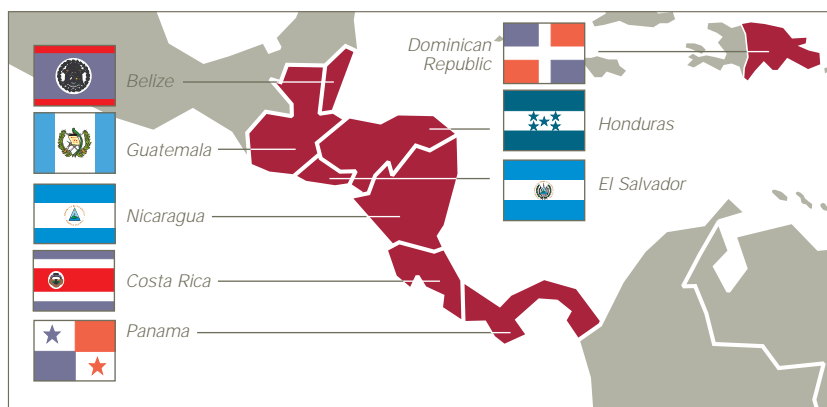 Belize
Guatemala
Nicaragua
Costa Rica
Panama
Dominican
Republic
Honduras
El Salvador